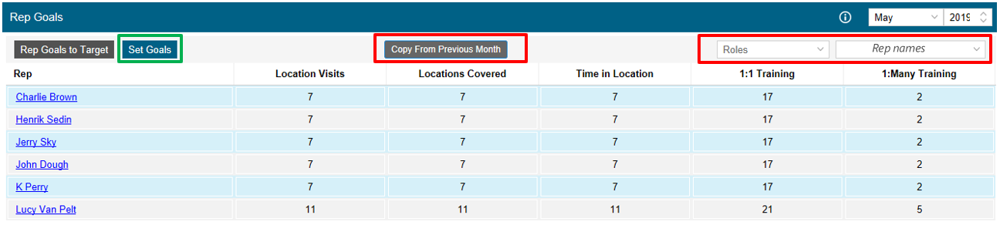 Rep Goals May 2019
Rep Goals to Target Set Goals Copy From Previous Month Roles Rep names
Rep Location Visits Locations Covered Time in Location 1:1 Training 1:Many Training
Charlie Brown 7 7 7 17 2
Henrik Sedin 7 7 7 17 2
Jerry Sky 7 7 7 17 2
John Dough 7 7 7 17 2
K Perry 7 7 7 17 2
Lucy Van Pelt 11 11 11 21 5